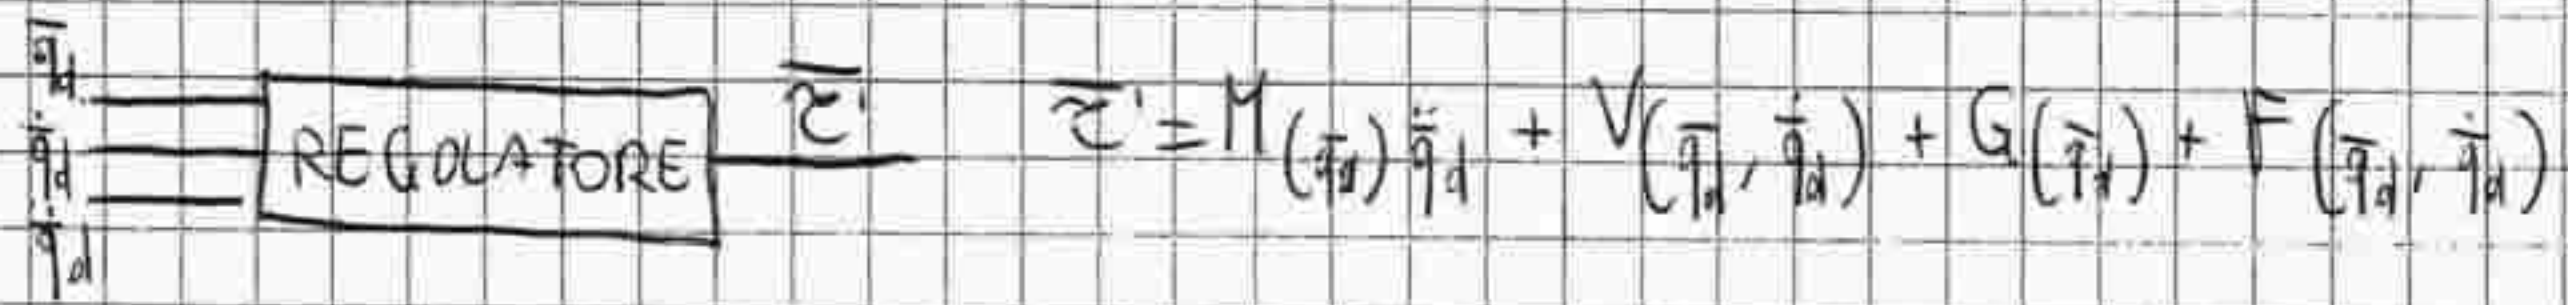 q̄d
q̄̇d
q̄̈d
REGOLATORE
τ̄'
τ̄' = M(q̄d) q̄̈d + V(q̄d, q̄̇d) + G(q̄d) + F(q̄d, q̄̇d)